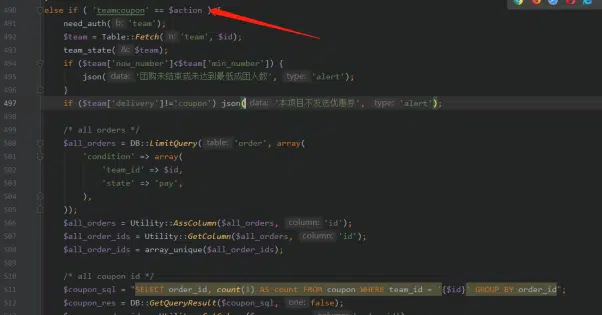 490 else if ( 'teamcoupon' == $action ) {
491 need_auth( b: 'team');
492 $team = Table::Fetch( n: 'team', $id);
493 team_state( &: $team);
494 if ($team['now_number']<$team['min_number']) {
495 json( data: '团购未结束或未达到最低成团人数', type: 'alert');
496 }
497 if ($team['delivery']!='coupon') json( data: '本项目不发送优惠券', type: 'alert');
498
499 /* all orders */
500 $all_orders = DB::LimitQuery( table: 'order', array(
501 'condition' => array(
502 'team_id' => $id,
503 'state' => 'pay',
504 ),
505 ));
506 $all_orders = Utility::AssColumn($all_orders, column: 'id');
507 $all_order_ids = Utility::GetColumn($all_orders, column: 'id');
508 $all_order_ids = array_unique($all_order_ids);
509
510 /* all coupon id */
511 $coupon_sql = "SELECT order_id, count(1) AS count FROM coupon WHERE team_id = '{$id}' GROUP BY order_id";
512 $coupon_res = DB::GetQueryResult($coupon_sql, one: false);